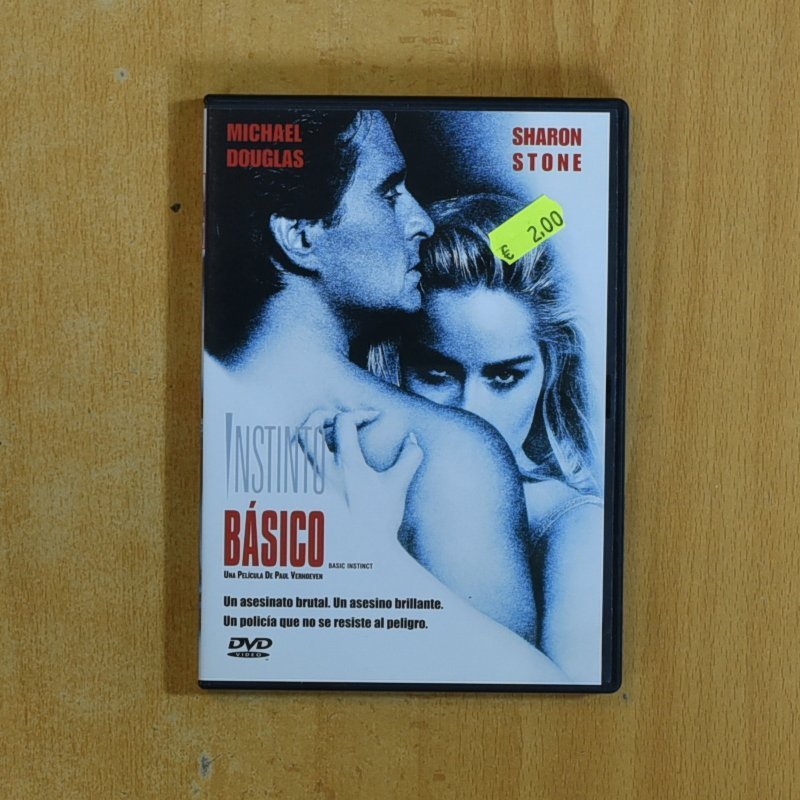 MICHAEL
DOUGLAS
SHARON
STONE
€ 2,00
INSTINTO
BÁSICO
BASIC INSTINCT
UNA PELÍCULA DE PAUL VERHOEVEN
Un asesinato brutal. Un asesino brillante.
Un policía que no se resiste al peligro.
DVD
VIDEO